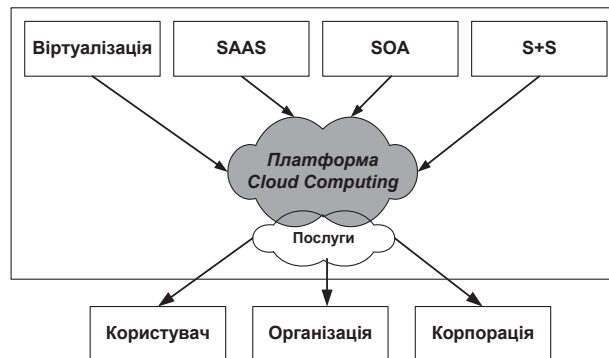 Віртуалізація
SAAS
SOA
S+S
Платформа
Cloud Computing
Послуги
Користувач
Організація
Корпорація